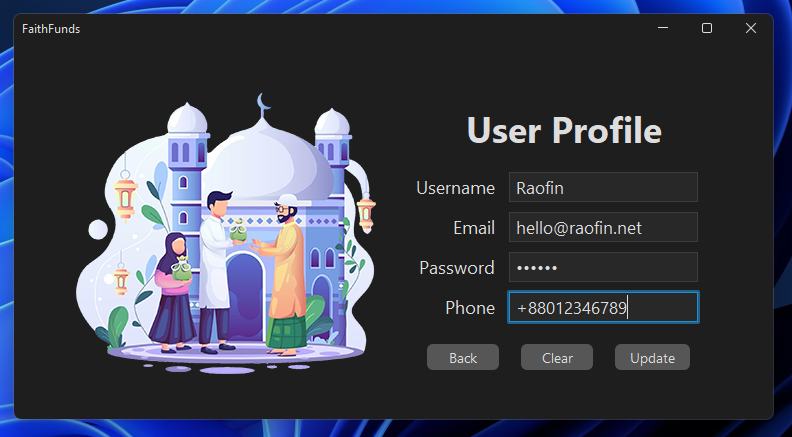 FaithFunds
User Profile
Username Raofin
Email hello@raofin.net
Password ••••••
Phone +88012346789
Back Clear Update